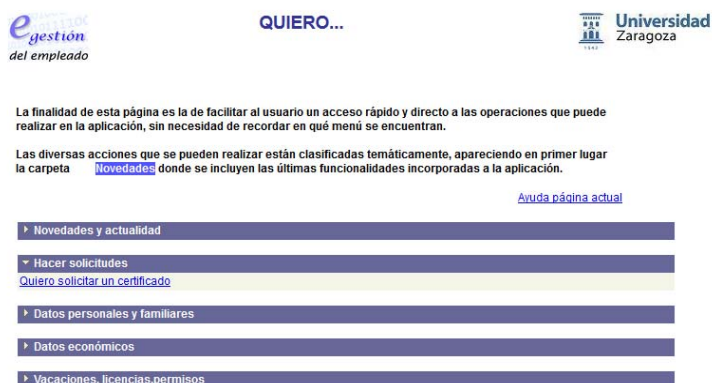 egestión
del empleado
QUIERO...
Universidad
Zaragoza
1542
La finalidad de esta página es la de facilitar al usuario un acceso rápido y directo a las operaciones que puede
realizar en la aplicación, sin necesidad de recordar en qué menú se encuentran.
Las diversas acciones que se pueden realizar están clasificadas temáticamente, apareciendo en primer lugar
la carpeta Novedades donde se incluyen las últimas funcionalidades incorporadas a la aplicación.
Ayuda página actual
Novedades y actualidad
Hacer solicitudes
Quiero solicitar un certificado
Datos personales y familiares
Datos económicos
Vacaciones, licencias,permisos